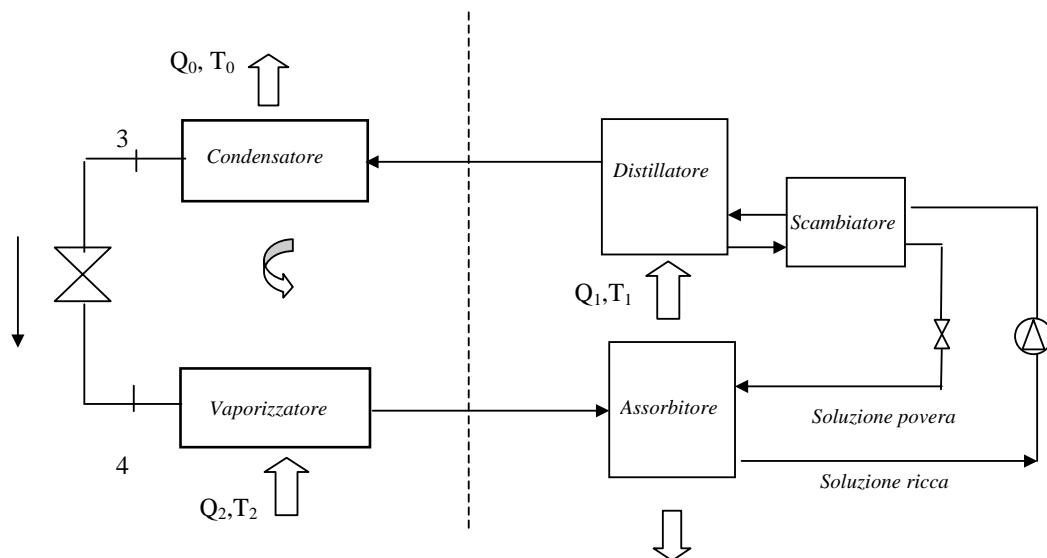 Q₀, T₀
3
Condensatore
Distillatore
Scambiatore
Q₁,T₁
Vaporizzatore
Assorbitore
Soluzione povera
4
Soluzione ricca
Q₂,T₂